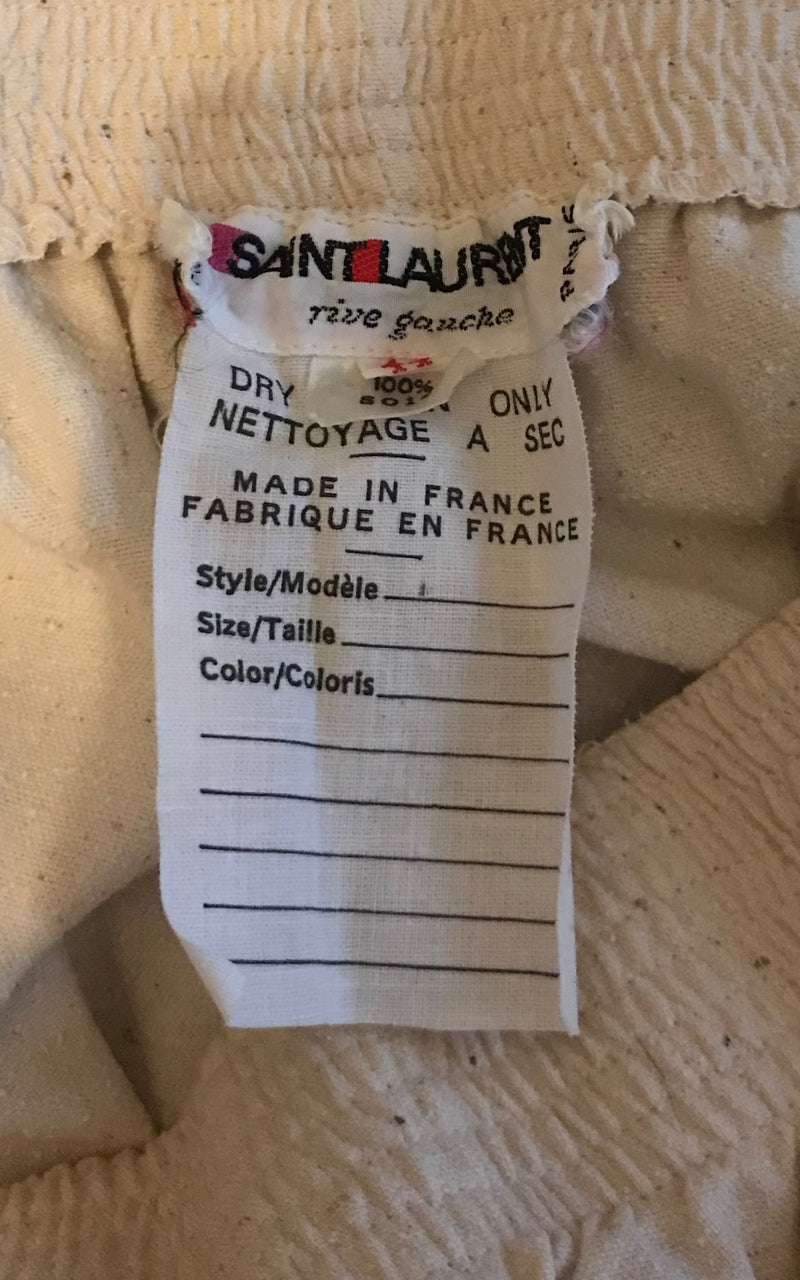 SAINT LAURENT
PARIS
rive gauche
100%
DRY ONLY
NETTOYAGE A SEC
MADE IN FRANCE
FABRIQUE EN FRANCE
Style/Modèle
Size/Taille
Color/Coloris